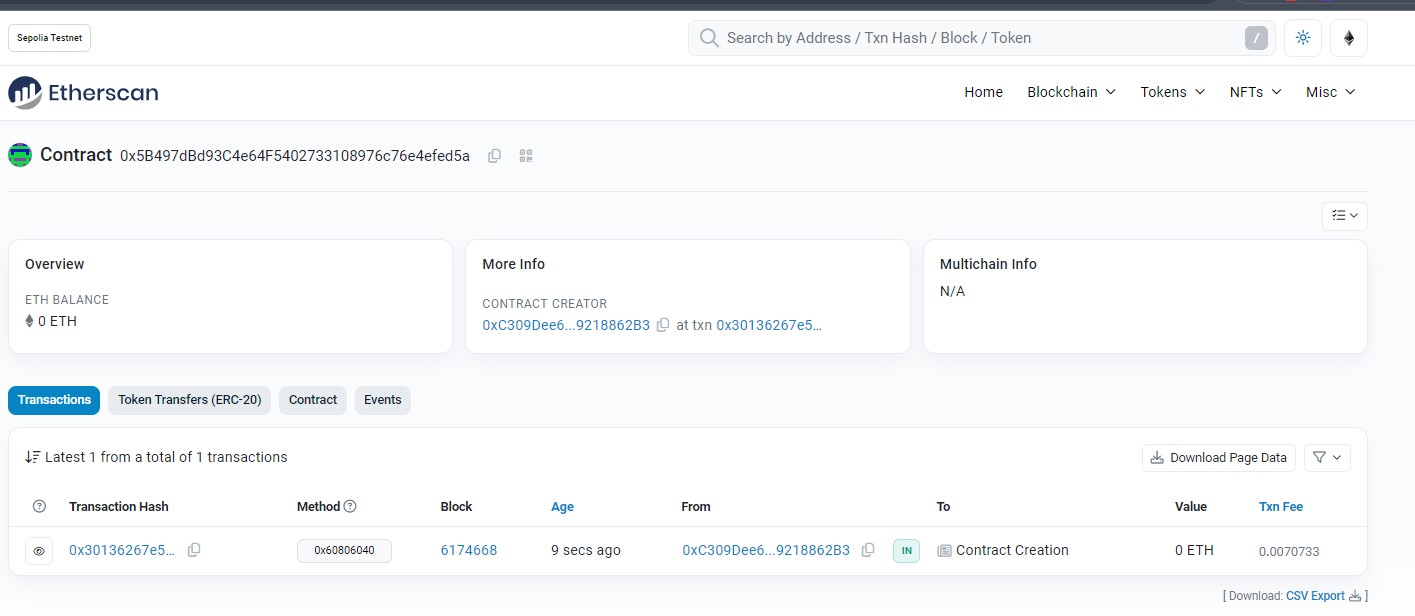 Sepolia Testnet
Search by Address / Txn Hash / Block / Token /
Etherscan
Home Blockchain Tokens NFTs Misc
Contract 0x5B497dBd93C4e64F5402733108976c76e4efed5a
Overview
ETH BALANCE
0 ETH
More Info
CONTRACT CREATOR
0xC309Dee6...9218862B3 at txn 0x30136267e5...
Multichain Info
N/A
Transactions Token Transfers (ERC-20) Contract Events
Latest 1 from a total of 1 transactions
Download Page Data
Transaction Hash Method Block Age From To Value Txn Fee
0x30136267e5... 0x60806040 6174668 9 secs ago 0xC309Dee6...9218862B3 IN Contract Creation 0 ETH 0.0070733
[ Download: CSV Export ]